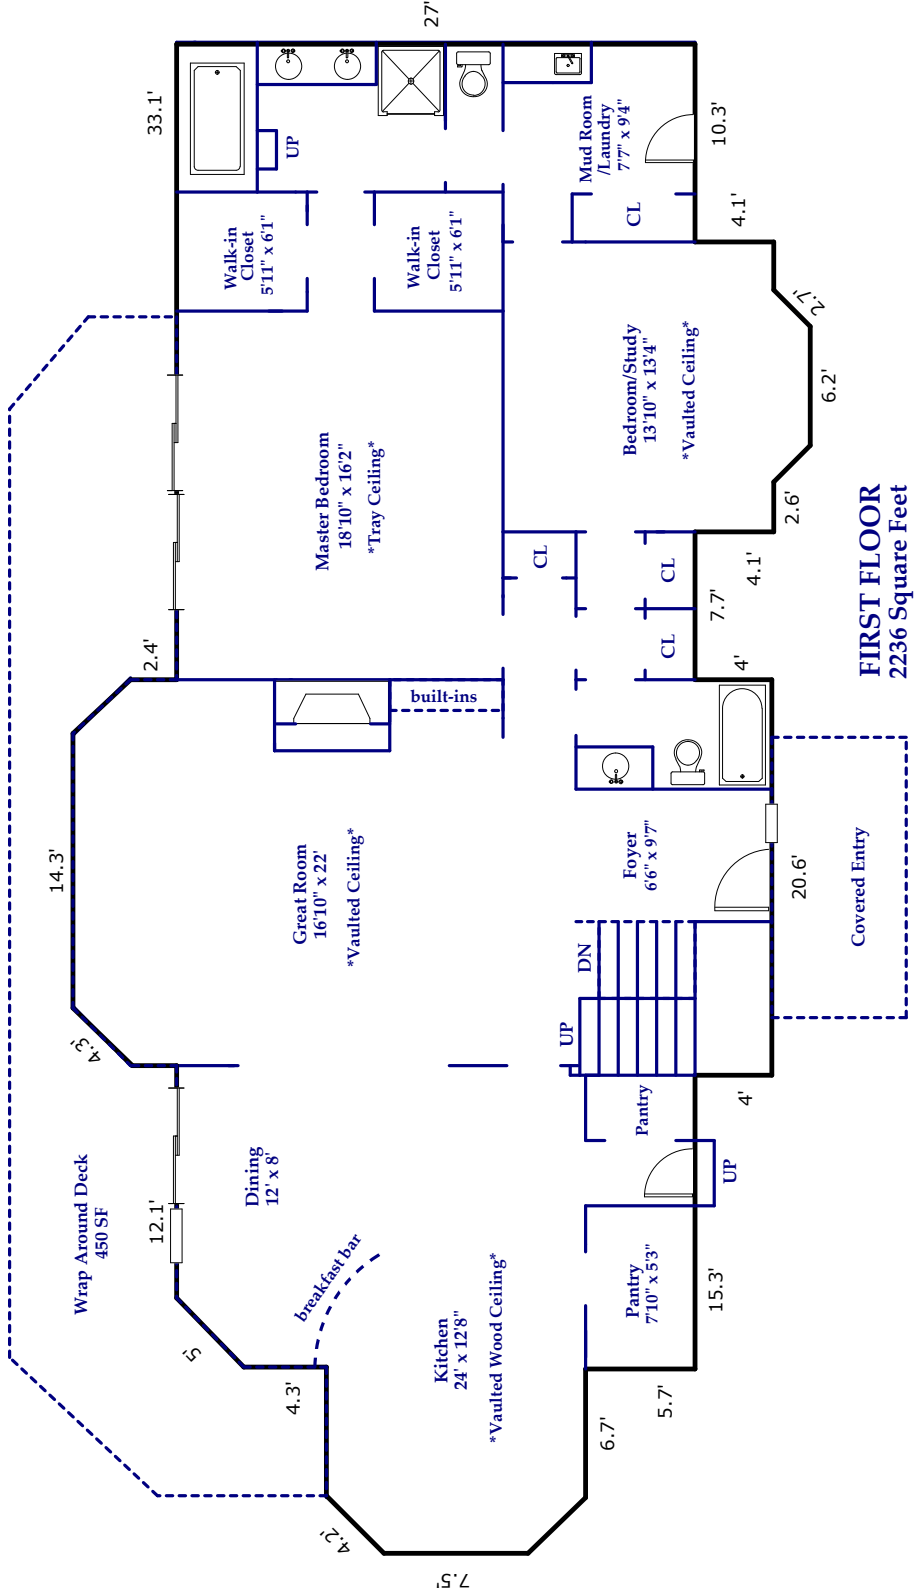 27'
33.1'
10.3'
4.1'
2.7'
6.2'
2.6'
4.1'
7.7'
4'
2.4'
14.3'
4.3'
20.6'
4'
12.1'
5'
4.3'
15.3'
5.7'
6.7'
4.2'
7.5'
UP
Mud Room
/Laundry
7'7" x 9'4"
CL
Walk-in
Closet
5'11" x 6'1"
Walk-in
Closet
5'11" x 6'1"
Master Bedroom
18'10" x 16'2"
*Tray Ceiling*
Bedroom/Study
13'10" x 13'4"
*Vaulted Ceiling*
CL
CL
CL
built-ins
Great Room
16'10" x 22'
*Vaulted Ceiling*
Foyer
6'6" x 9'7"
Covered Entry
DN
UP
Pantry
UP
Dining
12' x 8'
breakfast bar
Wrap Around Deck
450 SF
Kitchen
24' x 12'8"
*Vaulted Wood Ceiling*
Pantry
7'10" x 5'3"
FIRST FLOOR
2236 Square Feet